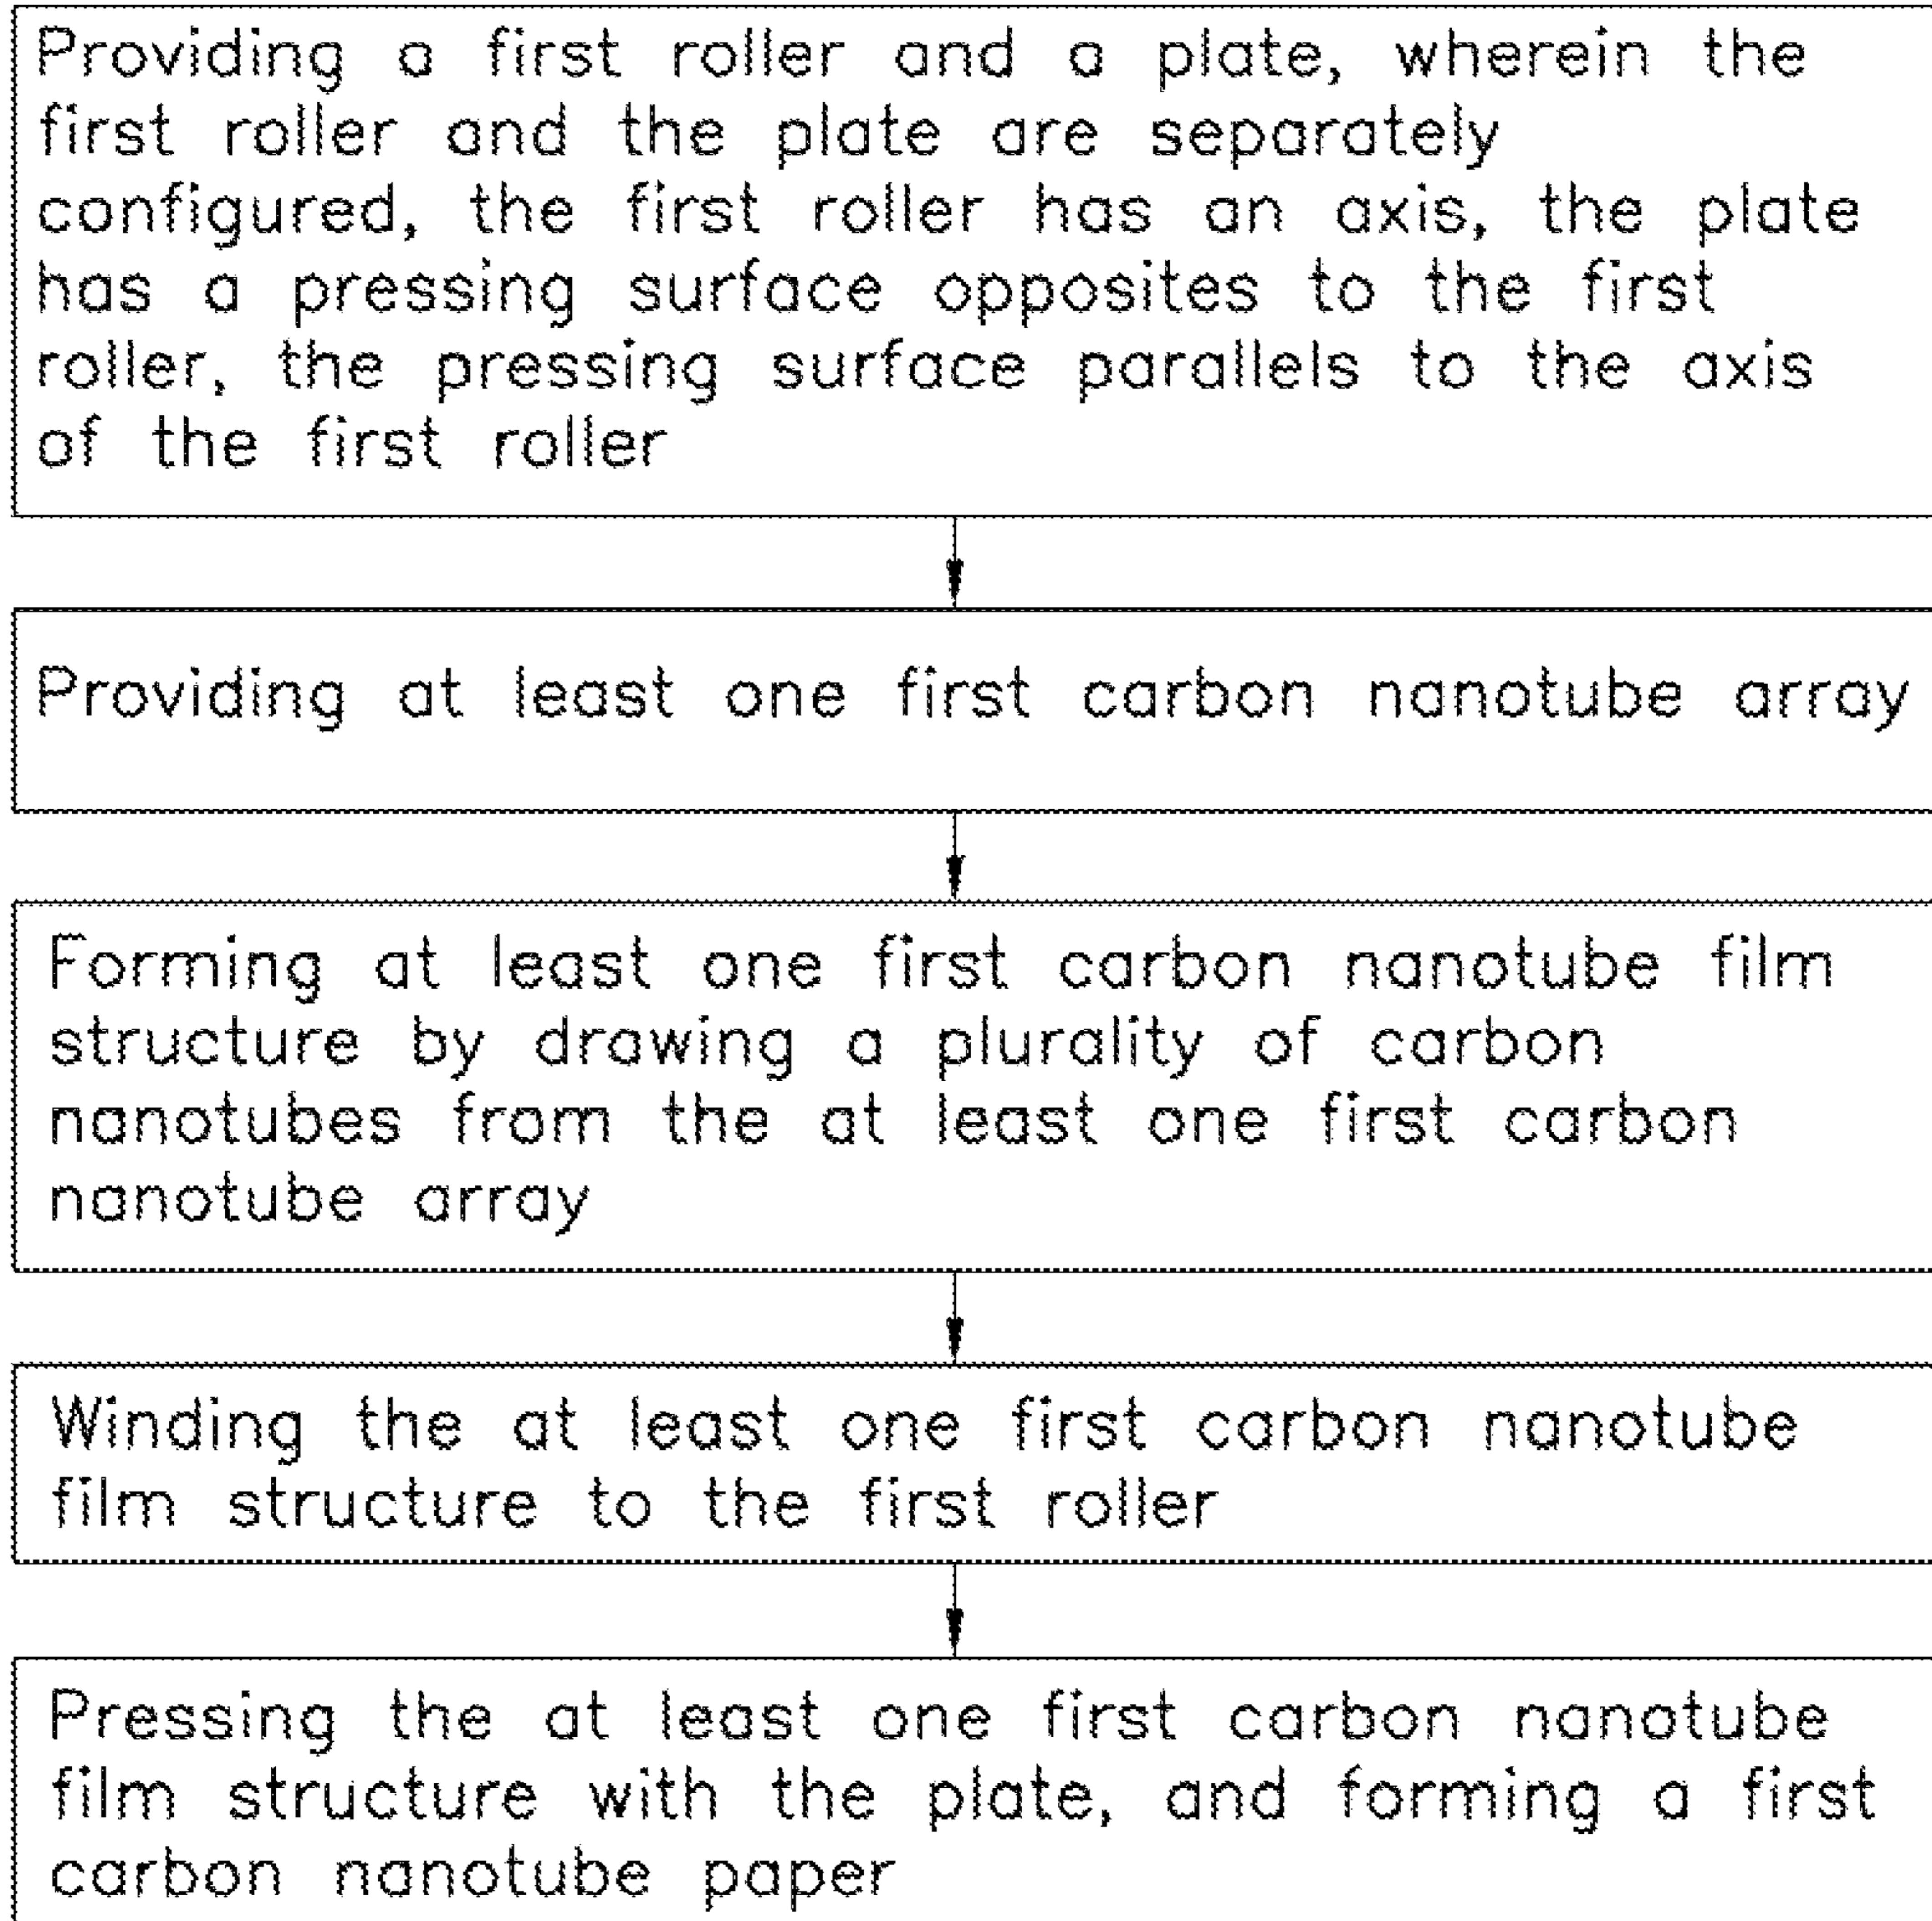 Providing a first roller and a plate, wherein the
first roller and the plate are separately
configured, the first roller has an axis, the plate
has a pressing surface opposites to the first
roller, the pressing surface parallels to the axis
of the first roller
Providing at least one first carbon nanotube array
Forming at least one first carbon nanotube film
structure by drawing a plurality of carbon
nanotubes from the at least one first carbon
nanotube array
Winding the at least one first carbon nanotube
film structure to the first roller
Pressing the at least one first carbon nanotube
film structure with the plate, and forming a first
carbon nanotube paper